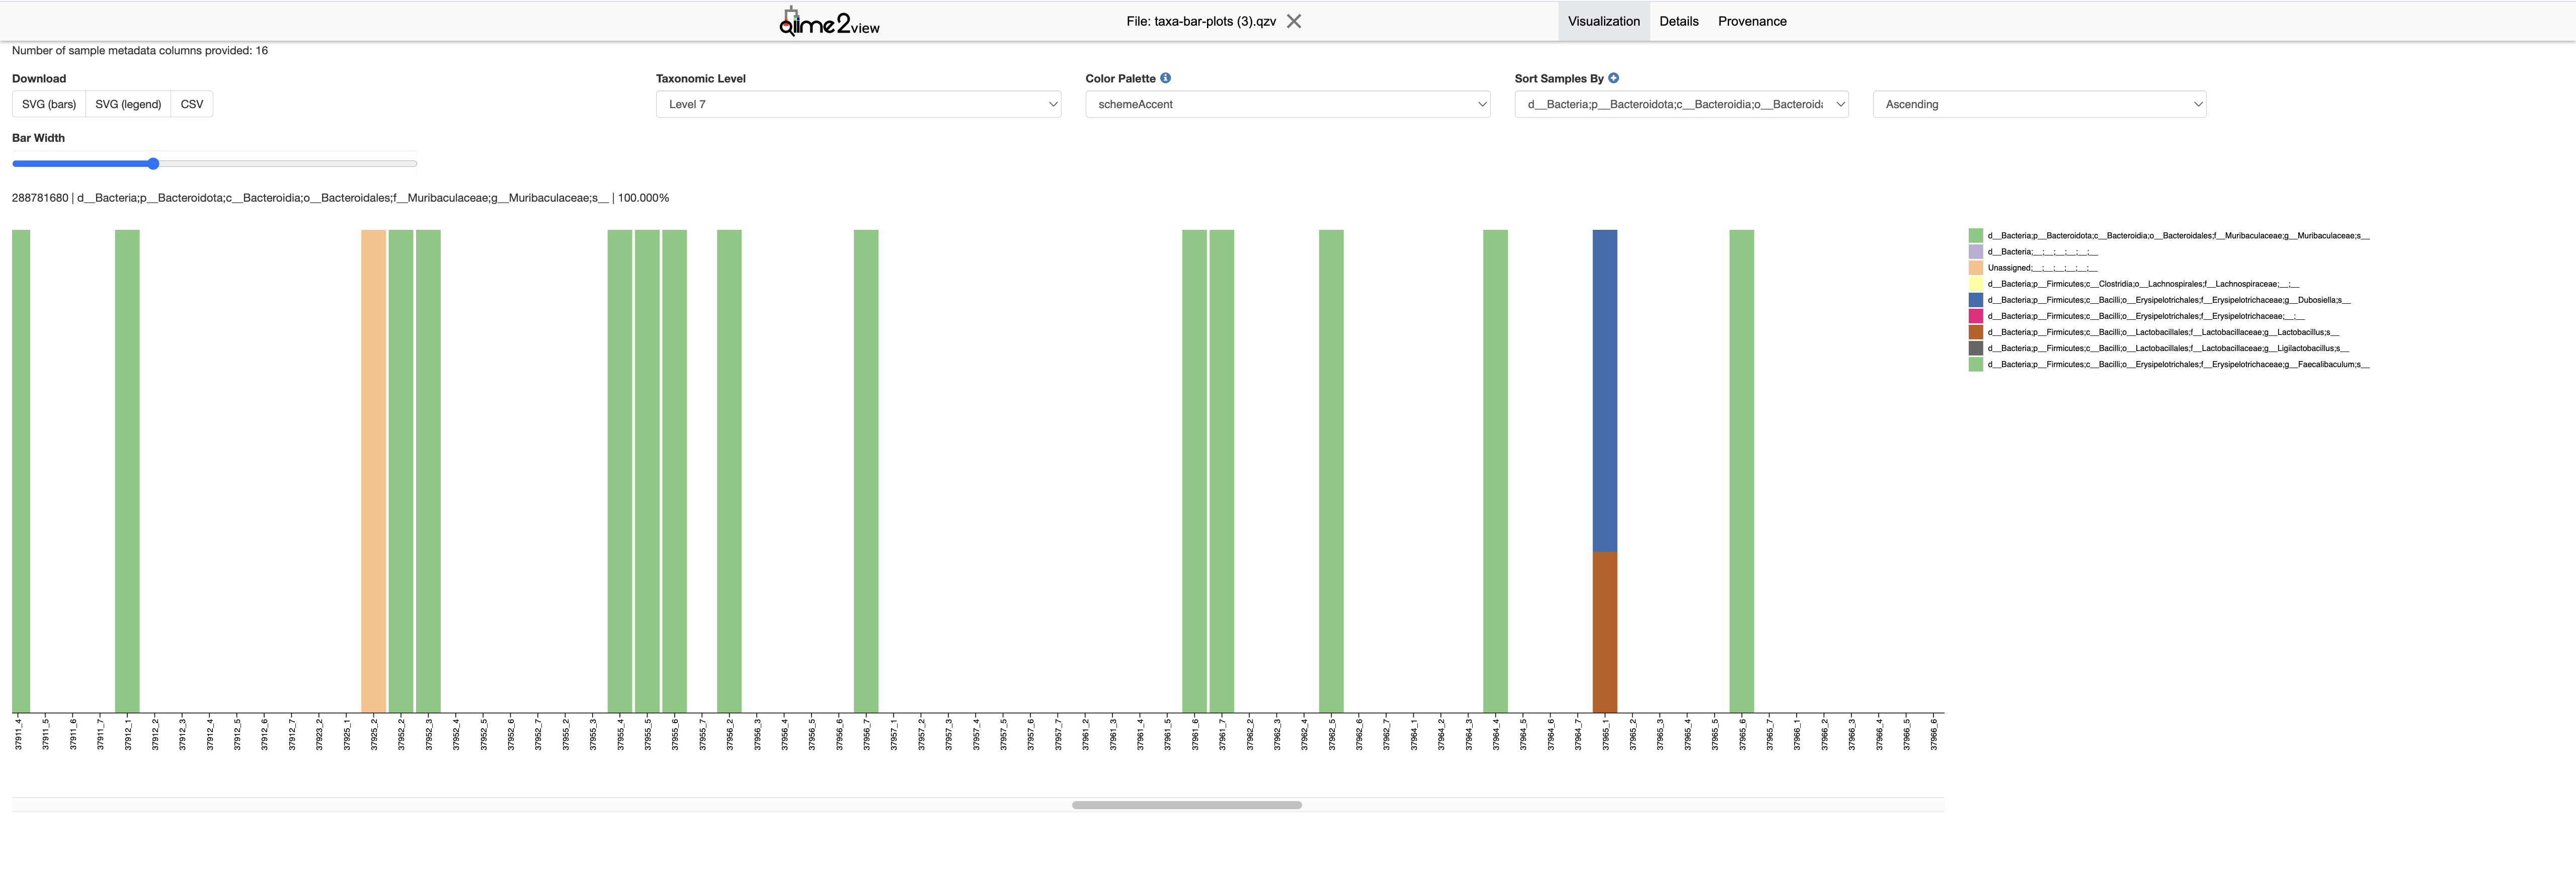 qiime2view
File: taxa-bar-plots (3).qzv
Visualization Details Provenance
Number of sample metadata columns provided: 16
Download
Taxonomic Level
Color Palette
Sort Samples By
SVG (bars) SVG (legend) CSV
Level 7
schemeAccent
d__Bacteria;p__Bacteroidota;c__Bacteroidia;o__Bacteroida
Ascending
Bar Width
288781680 | d__Bacteria;p__Bacteroidota;c__Bacteroidia;o__Bacteroidales;f__Muribaculaceae;g__Muribaculaceae;s__ | 100.000%
d__Bacteria;p__Bacteroidota;c__Bacteroidia;o__Bacteroidales;f__Muribaculaceae;g__Muribaculaceae;s__
d__Bacteria;__;__;__;__;__;__
Unassigned;__;__;__;__;__;__
d__Bacteria;p__Firmicutes;c__Clostridia;o__Lachnospirales;f__Lachnospiraceae;__;__
d__Bacteria;p__Firmicutes;c__Bacilli;o__Erysipelotrichales;f__Erysipelotrichaceae;g__Dubosiella;s__
d__Bacteria;p__Firmicutes;c__Bacilli;o__Erysipelotrichales;f__Erysipelotrichaceae;__;__
d__Bacteria;p__Firmicutes;c__Bacilli;o__Lactobacillales;f__Lactobacillaceae;g__Lactobacillus;s__
d__Bacteria;p__Firmicutes;c__Bacilli;o__Lactobacillales;f__Lactobacillaceae;g__Ligilactobacillus;s__
d__Bacteria;p__Firmicutes;c__Bacilli;o__Erysipelotrichales;f__Erysipelotrichaceae;g__Faecalibaculum;s__
37911_4
37911_5
37911_6
37911_7
37912_1
37912_2
37912_3
37912_4
37912_5
37912_6
37912_7
37923_2
37925_1
37925_2
37952_2
37952_3
37952_4
37952_5
37952_6
37952_7
37955_2
37955_3
37955_4
37955_5
37955_6
37955_7
37956_2
37956_3
37956_4
37956_5
37956_6
37956_7
37957_1
37957_2
37957_3
37957_4
37957_5
37957_6
37957_7
37961_2
37961_3
37961_4
37961_5
37961_6
37961_7
37962_2
37962_3
37962_4
37962_5
37962_6
37962_7
37964_1
37964_2
37964_3
37964_4
37964_5
37964_6
37964_7
37965_1
37965_2
37965_3
37965_4
37965_5
37965_6
37965_7
37966_1
37966_2
37966_3
37966_4
37966_5
37966_6